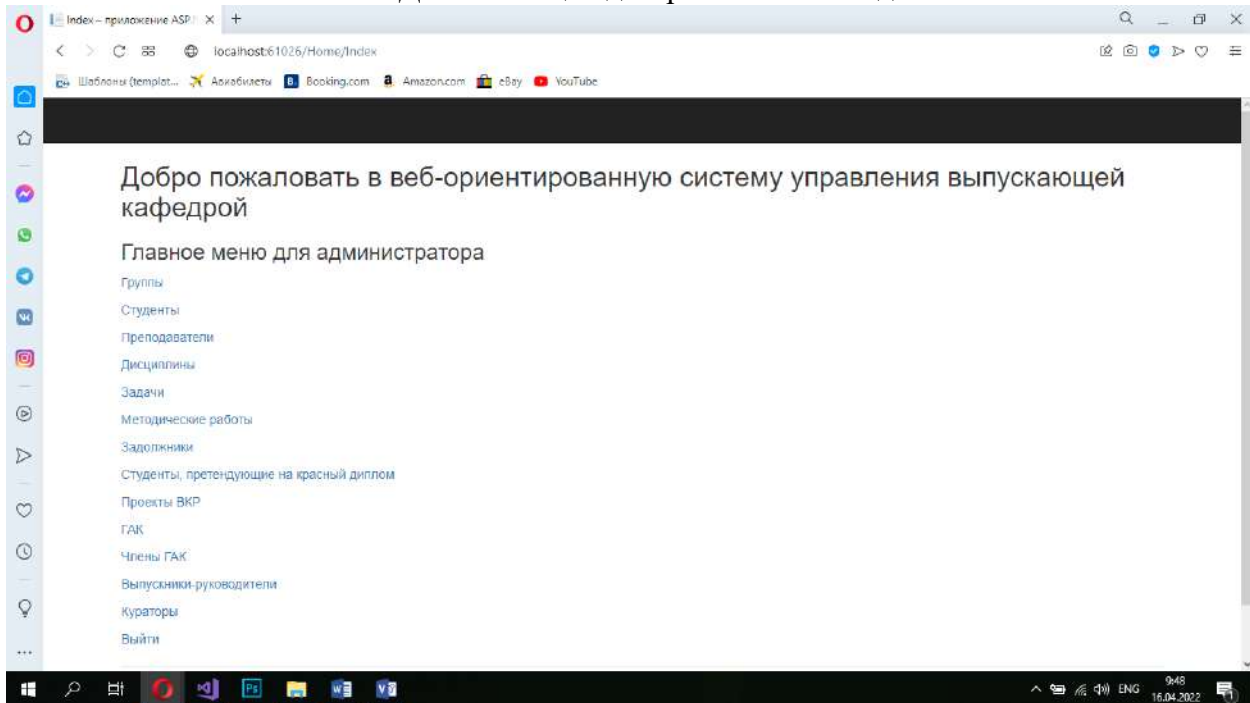 Index – приложение ASP
localhost:61026/Home/Index
Шаблоны (templat... Авиабилеты Booking.com Amazon.com eBay YouTube
Добро пожаловать в веб-ориентированную систему управления выпускающей
кафедрой
Главное меню для администратора
Группы
Студенты
Преподаватели
Дисциплины
Задачи
Методические работы
Задолжники
Студенты, претендующие на красный диплом
Проекты ВКР
ГАК
Члены ГАК
Выпускники-руководители
Кураторы
Выйти
ENG
9:48
16.04.2022